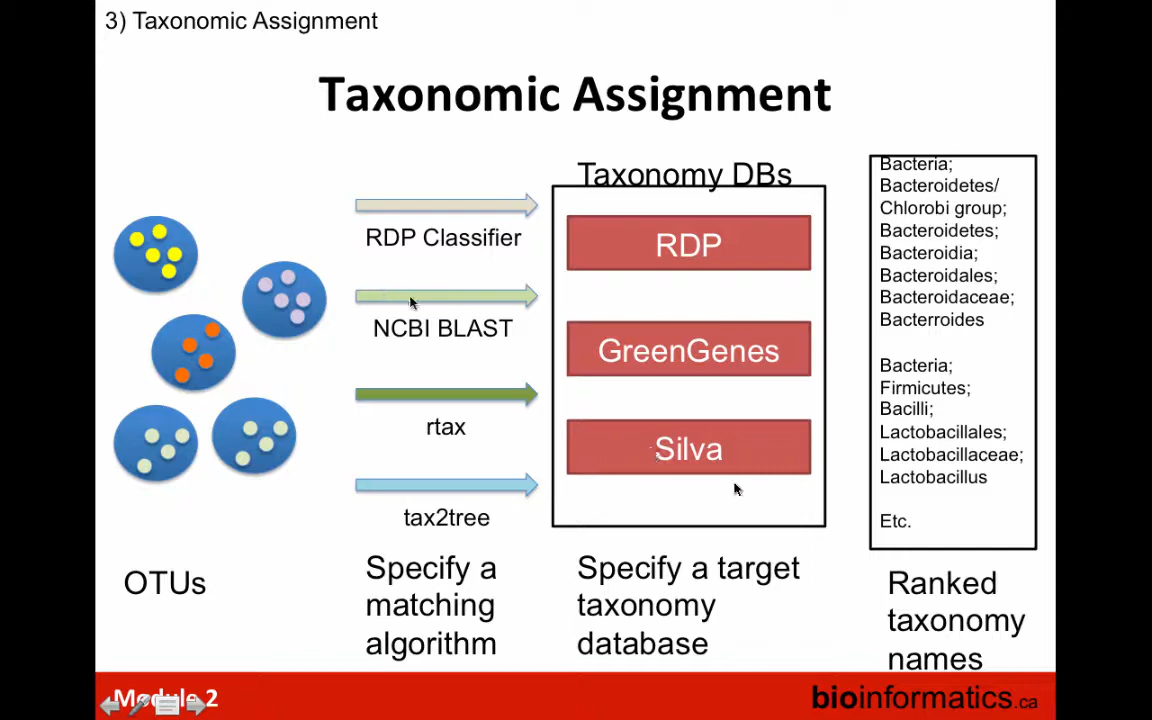 3) Taxonomic Assignment
Taxonomic Assignment
RDP Classifier
NCBI BLAST
rtax
tax2tree
Taxonomy DBs
RDP
GreenGenes
Silva
Bacteria;
Bacteroidetes/
Chlorobi group;
Bacteroidetes;
Bacteroidia;
Bacteroidales;
Bacteroidaceae;
Bacterroides
Bacteria;
Firmicutes;
Bacilli;
Lactobacillales;
Lactobacillaceae;
Lactobacillus
Etc.
OTUs
Specify a
matching
algorithm
Specify a target
taxonomy
database
Ranked
taxonomy
names
Module 2
bioinformatics.ca